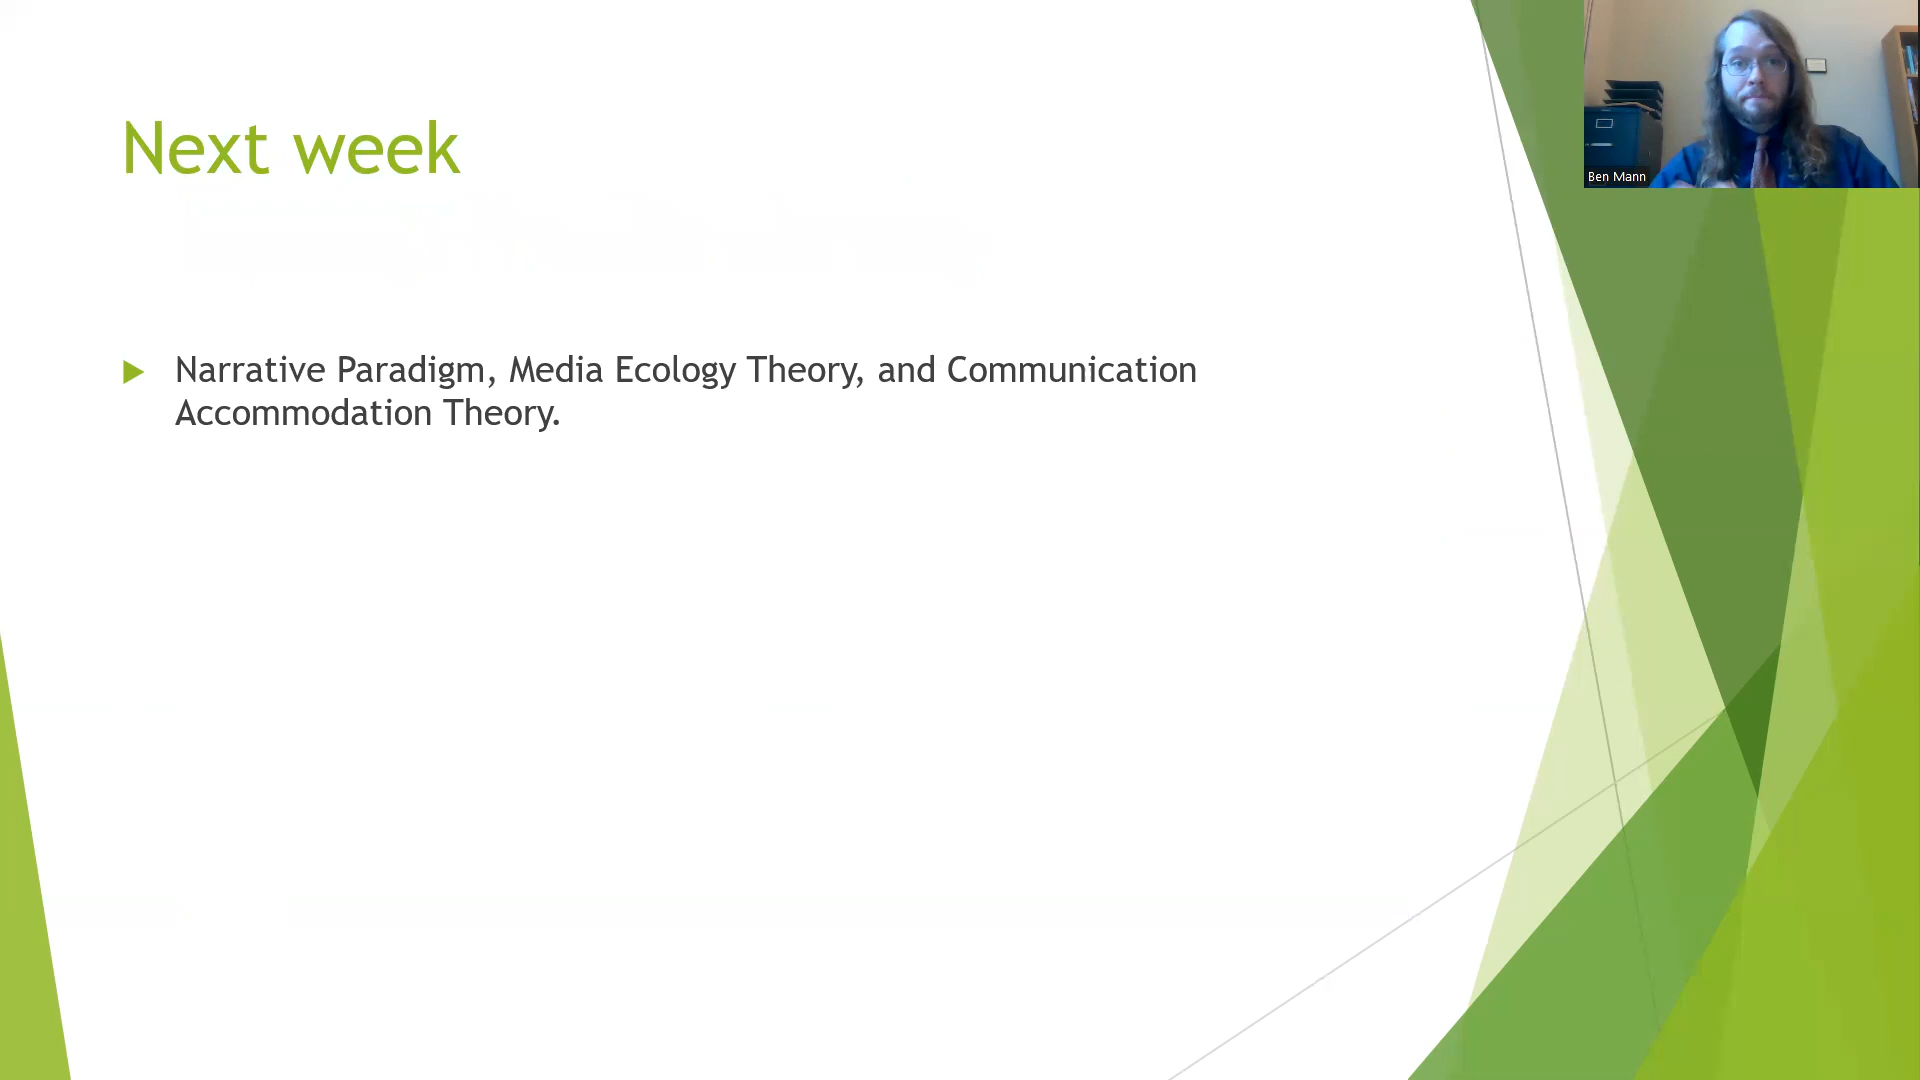 Next week
Narrative Paradigm, Media Ecology Theory, and Communication
Accommodation Theory.
Ben Mann